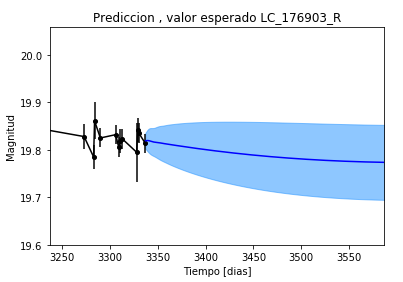 Prediccion , valor esperado LC_176903_R
Magnitud
20.0
19.9
19.8
19.7
19.6
3250 3300 3350 3400 3450 3500 3550
Tiempo [dias]